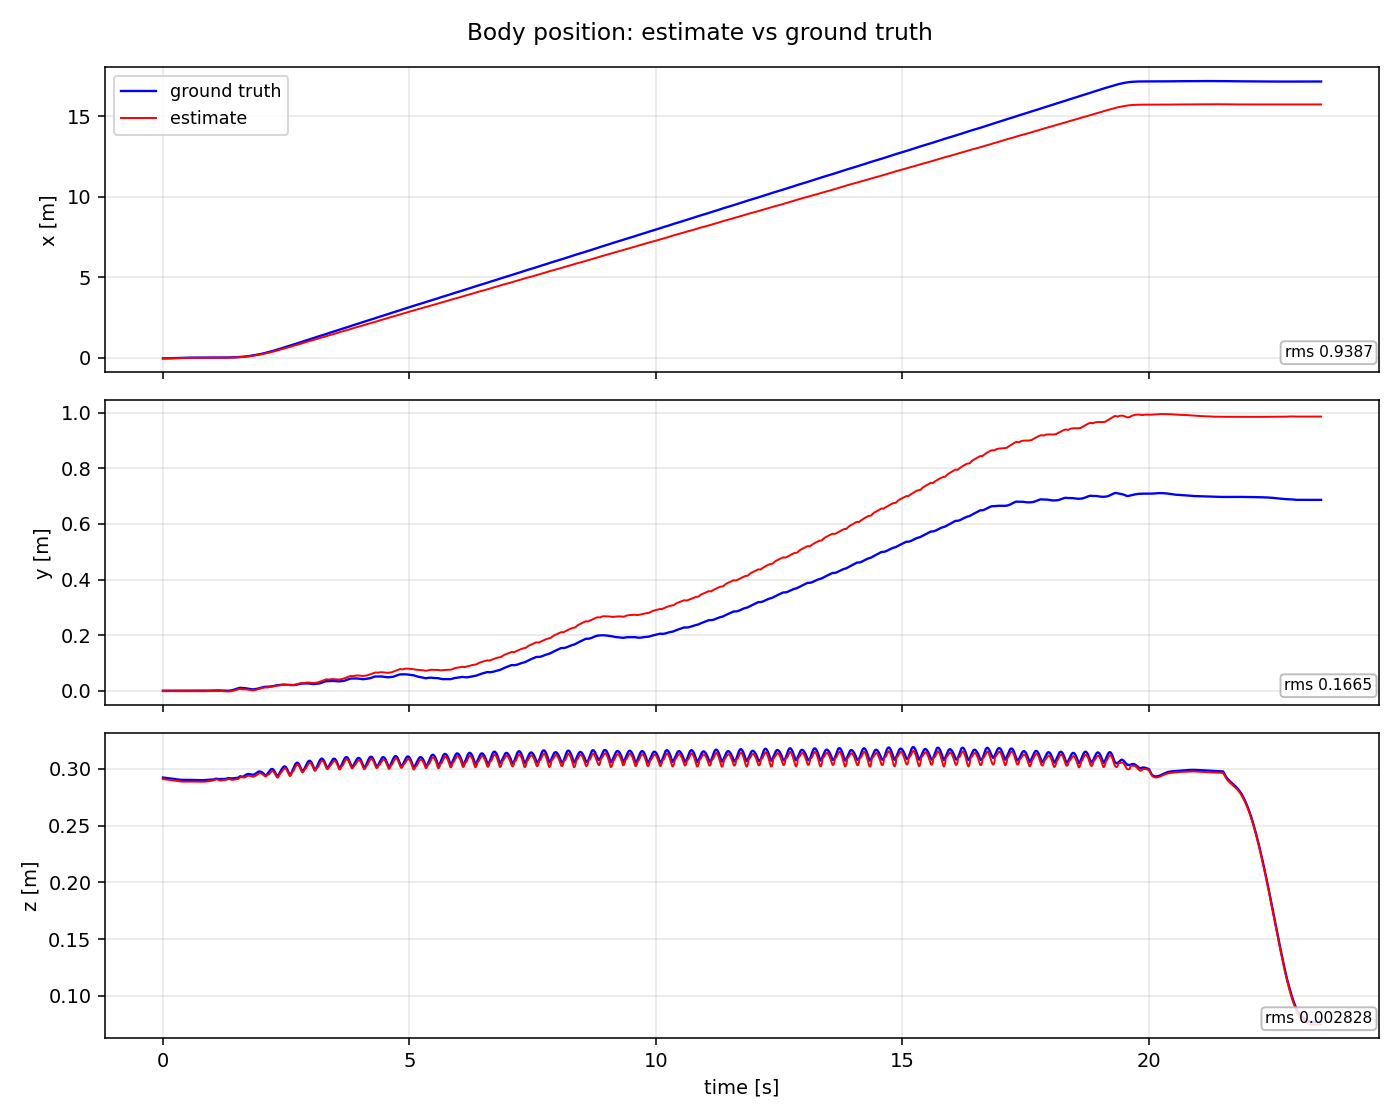 Body position: estimate vs ground truth
ground truth
estimate
15
10
5
0
x [m]
rms 0.9387
1.0
0.8
0.6
0.4
0.2
0.0
y [m]
rms 0.1665
0.30
0.25
0.20
0.15
0.10
z [m]
rms 0.002828
0 5 10 15 20
time [s]